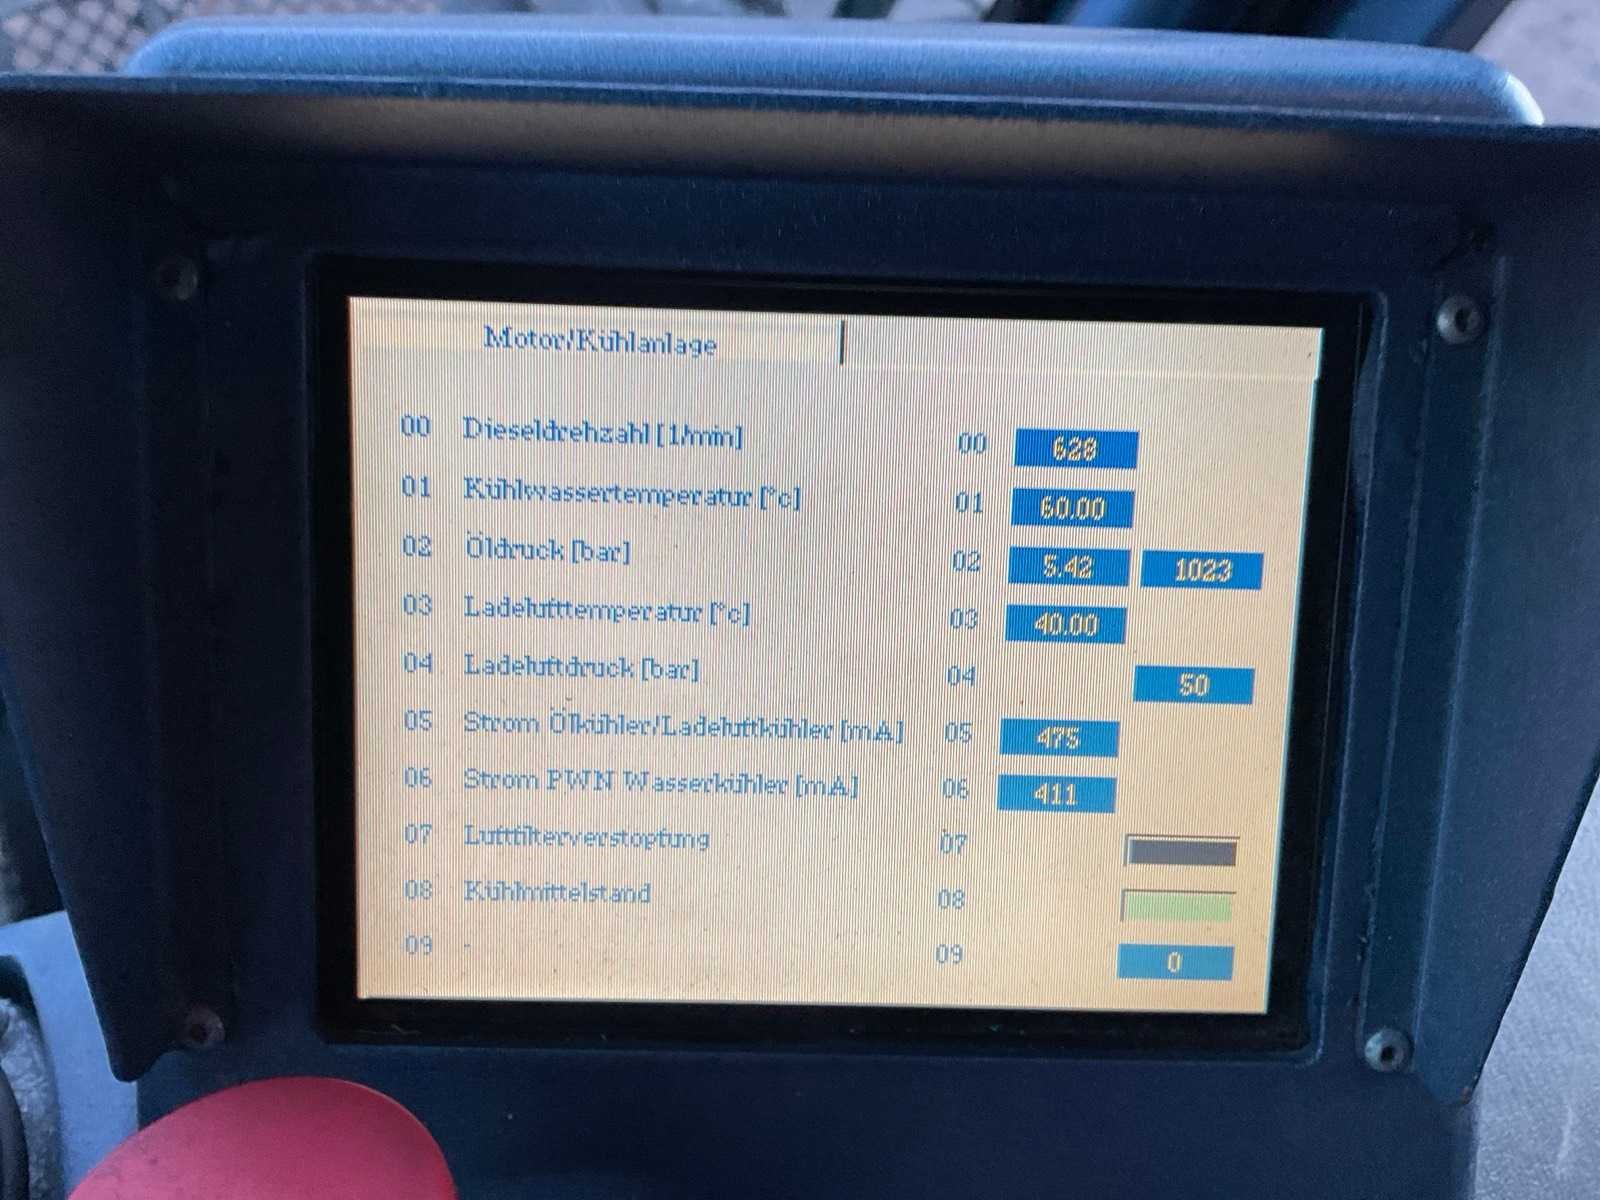 Motor/Kühlanlage
00 Dieseldrehzahl [1/min] 00 628
01 Kühlwassertemperatur [°c] 01 60.00
02 Öldruck [bar] 02 5.42 1023
03 Ladelufttemperatur [°c] 03 40.00
04 Ladeluftdruck [bar] 04 50
05 Strom Ölkühler/Ladeluftkühler [mA] 05 475
06 Strom PWN Wasserkühler [mA] 06 411
07 Luftfilterverstopfung 07
08 Kühlmittelstand 08
09 - 09 0